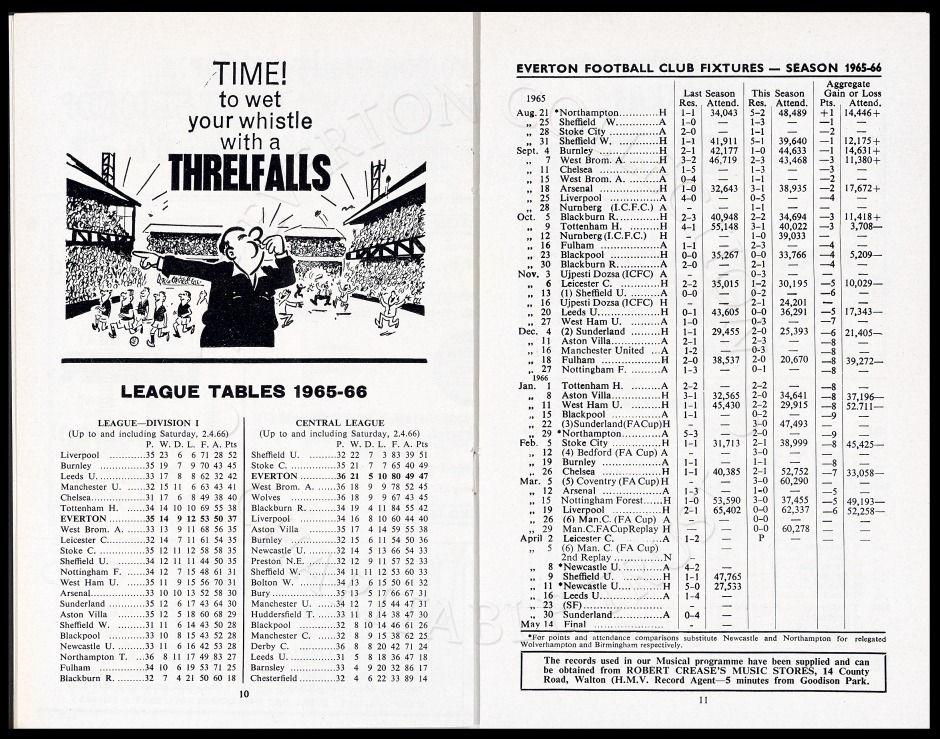 TIME!
to wet
your whistle
with a
THRELFALLS
LEAGUE TABLES 1965-66
LEAGUE—DIVISION I
(Up to and including Saturday, 2.4.66)
P. W. D. L. F. A. Pts
Liverpool ......35 23 6 6 71 28 52
Burnley ......35 19 7 9 70 43 45
Leeds U. ......33 17 8 8 62 32 42
Manchester U. ...32 15 11 6 63 43 41
Chelsea......31 17 6 8 49 38 40
Tottenham H. ...34 14 10 10 69 55 38
EVERTON ......35 14 9 12 53 50 37
West Brom. A. ...33 13 9 11 68 56 35
Leicester C.......32 14 7 11 61 54 35
Stoke C. ......35 12 11 12 58 58 35
Sheffield U. ...33 12 11 11 44 50 35
Nottingham F. ...34 12 7 15 48 61 31
West Ham U. ...35 11 9 15 56 70 31
Arsenal......33 10 10 13 52 58 30
Sunderland ......35 12 6 17 43 64 30
Aston Villa ......35 12 5 18 60 68 29
Sheffield W. ...31 11 6 14 43 50 28
Blackpool ......33 10 8 15 43 52 28
Newcastle U. ...33 11 6 16 42 53 28
Northampton T. ...36 8 11 17 49 83 27
Fulham ......34 10 6 19 53 71 25
Blackburn R. ......32 7 4 21 50 60 18
CENTRAL LEAGUE
(Up to and including Saturday, 2.4.66)
P. W. D. L. F. A. Pts
Sheffield U. ......32 22 7 3 83 39 51
Stoke C. ......35 21 7 7 65 40 49
EVERTON ......36 21 5 10 80 49 47
West Brom. A. ...36 18 9 9 78 52 45
Wolves ......36 18 9 9 67 43 45
Blackburn R. ......34 19 4 11 84 55 42
Liverpool ......34 16 8 10 60 44 40
Aston Villa ......35 17 4 14 59 55 38
Burnley ......32 15 6 11 54 50 36
Newcastle U. ...32 14 5 13 66 54 33
Preston N.E. ...32 12 9 11 57 52 33
Sheffield W. ...34 11 11 12 53 60 33
Bolton W. ......34 13 6 15 50 61 32
Bury ......35 13 5 17 66 67 31
Manchester U. ...34 12 7 15 44 47 31
Huddersfield T. ...33 11 8 14 38 47 30
Blackpool ......32 8 10 14 46 61 26
Manchester C. ...32 8 9 15 38 62 25
Derby C. ......36 8 8 20 42 71 24
Leeds U. ......31 5 8 18 36 47 18
Barnsley ......33 4 9 20 32 86 17
Chesterfield ......32 4 6 22 33 89 14
10
EVERTON FOOTBALL CLUB FIXTURES — SEASON 1965-66
Last Season This Season Aggregate Gain or Loss
1965 Res. Attend. Res. Attend. Pts. Attend.
Aug. 21 *Northampton............H 1–1 34,043 5–2 48,489 +1 14,446+
„ 25 Sheffield W.............A 1–0 — 1–3 — —1 —
„ 28 Stoke City ............A 2–0 — 1–1 — —2 —
„ 31 Sheffield W.............H 1–1 41,911 5–1 39,640 —1 12,175+
Sept. 4 Burnley ............H 2–1 42,177 1–0 44,633 —1 14,631+
„ 7 West Brom. A. ......H 3–2 46,719 2–3 43,468 —3 11,380+
„ 11 Chelsea ............A 1–5 — 1–3 — —3 —
„ 15 West Brom. A. ......A 0–4 — 1–1 — —2 —
„ 18 Arsenal ............H 1–0 32,643 3–1 38,935 —2 17,672+
„ 25 Liverpool ............A 4–0 — 0–5 — —4 —
„ 28 Nurnberg (I.C.F.C.) A – — 1–1 —
Oct. 5 Blackburn R.............H 2–3 40,948 2–2 34,694 —3 11,418+
„ 9 Tottenham H. .........H 4–1 55,148 3–1 40,022 —3 3,708—
„ 12 Nurnberg(I.C.F.C.) H – — 1–0 39,033
„ 16 Fulham ............A 1–1 — 2–3 — —4 —
„ 23 Blackpool ............H 0–0 35,267 0–0 33,766 —4 5,209—
„ 30 Blackburn R.............A 2–0 — 2–1 — —4 —
Nov. 3 Ujpesti Dozsa (ICFC) A – — 0–3 —
„ 6 Leicester C. .........H 2–2 35,015 1–2 30,195 —5 10,029—
„ 13 (1) Sheffield U. ......A 0–0 — 0–2 — —6 —
„ 16 Ujpesti Dozsa (ICFC) H – — 2–1 24,201
„ 20 Leeds U. ............H 0–1 43,605 0–0 36,291 —5 17,343—
„ 27 West Ham U. .........A 1–0 — 0–3 — —7 —
Dec. 4 (2) Sunderland .........H 1–1 29,455 2–0 25,393 —6 21,405—
„ 11 Aston Villa............A 2–1 — 2–3 — —8 —
„ 16 Manchester United ...A 1–2 — 0–3 — —8 —
„ 18 Fulham ............H 2–0 38,537 2–0 20,670 —8 39,272—
„ 27 Nottingham F. .........A 1–3 — 0–1 — —8 —
1966
Jan. 1 Tottenham H. .........A 2–2 — 2–2 — —8 —
„ 8 Aston Villa ............H 3–1 32,565 2–0 34,641 —8 37,196—
„ 11 West Ham U. .........H 1–1 45,430 2–2 29,915 —8 52,711—
„ 15 Blackpool ............A 1–1 — 0–2 — —9 —
„ 22 (3)Sunderland(FACup)H 3–0 47,493
„ 29 *Northampton............A 5–3 — 2–0 — —9 —
Feb. 5 Stoke City ............H 1–1 31,713 2–1 38,999 —8 45,425—
„ 12 (4) Bedford (FA Cup) A – — 3–0 —
„ 19 Burnley ............A 1–1 — 1–1 — —8 —
„ 26 Chelsea ............H 1–1 40,385 2–1 52,752 —7 33,058—
Mar. 5 (5) Coventry (FA Cup)H 3–0 60,290
„ 12 Arsenal ............A 1–3 — 1–0 — —5 —
„ 15 Nottingham Forest......H 1–0 53,590 3–0 37,455 —5 49,193—
„ 19 Liverpool ............H 2–1 65,402 0–0 62,337 —6 52,258—
„ 26 (6) Man.C. (FA Cup) A – — 0–0 —
„ 29 Man.C.FACupReplay H – — 0–0 60,278
April 2 Leicester C. .........A 1–2 — P —
„ 5 (6) Man. C. (FA Cup)
2nd Replay ............N
„ 8 *Newcastle U. .........A 4–2 —
„ 9 Sheffield U. .........H 1–1 47,765
„ 11 *Newcastle U. .........H 5–0 27,533
„ 16 Leeds U. ............A 1–4 —
„ 23 (SF).................. — —
„ 30 Sunderland............A 0–4 —
May 14 Final .................. —
*For points and attendance comparisons substitute Newcastle and Northampton for relegated
Wolverhampton and Birmingham respectively.
The records used in our Musical programme have been supplied and can
be obtained from ROBERT CREASE'S MUSIC STORES, 14 County
Road, Walton (H.M.V. Record Agent—5 minutes from Goodison Park.
11